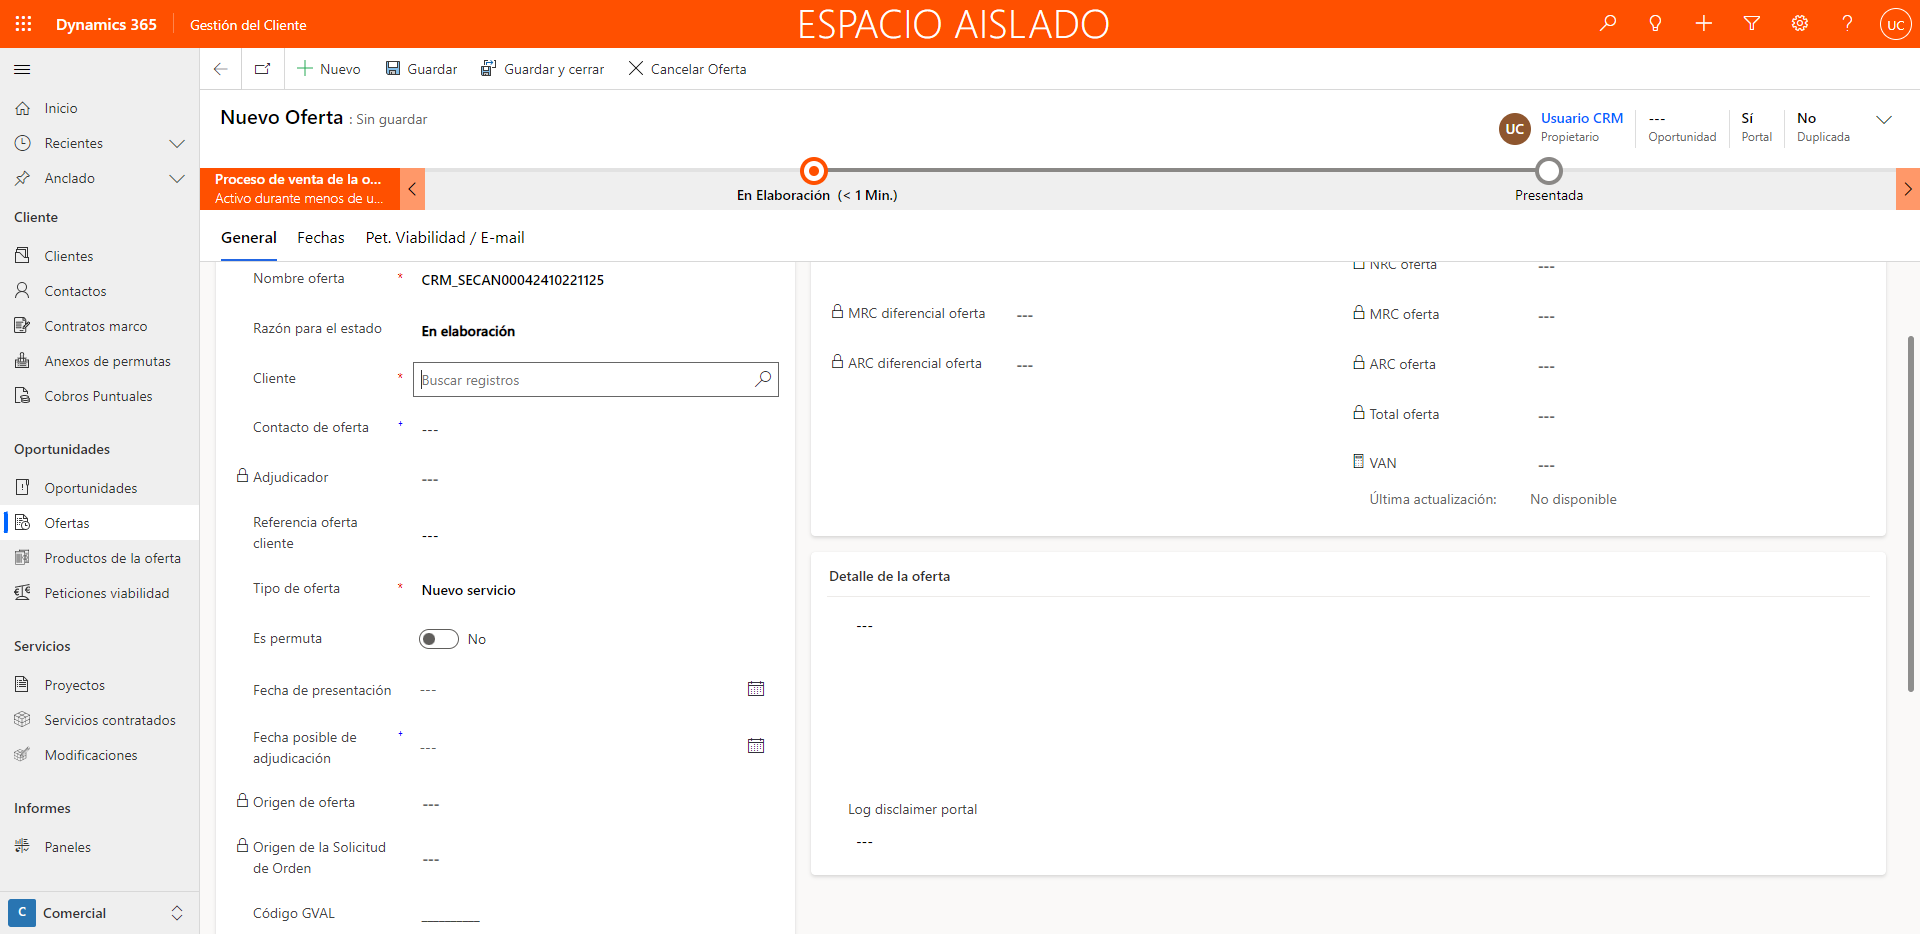 Dynamics 365
Gestión del Cliente
ESPACIO AISLADO
UC
Nuevo
Guardar
Guardar y cerrar
Cancelar Oferta
Inicio
Recientes
Anclado
Cliente
Clientes
Contactos
Contratos marco
Anexos de permutas
Cobros Puntuales
Oportunidades
Oportunidades
Ofertas
Productos de la oferta
Peticiones viabilidad
Servicios
Proyectos
Servicios contratados
Modificaciones
Informes
Paneles
C
Comercial
Nuevo Oferta : Sin guardar
UC
Usuario CRM
Propietario
---
Oportunidad
Sí
Portal
No
Duplicada
Proceso de venta de la o...
Activo durante menos de u...
En Elaboración (< 1 Min.)
Presentada
General
Fechas
Pet. Viabilidad / E-mail
Nombre oferta * CRM_SECAN00042410221125
Razón para el estado En elaboración
Cliente * Buscar registros
Contacto de oferta + ---
Adjudicador ---
Referencia oferta
cliente
---
Tipo de oferta * Nuevo servicio
Es permuta No
Fecha de presentación ---
Fecha posible de
adjudicación
+ ---
Origen de oferta ---
Origen de la Solicitud
de Orden
---
Código GVAL
MRC diferencial oferta ---
ARC diferencial oferta ---
NRC oferta ---
MRC oferta ---
ARC oferta ---
Total oferta ---
VAN ---
Última actualización: No disponible
Detalle de la oferta
---
Log disclaimer portal
---